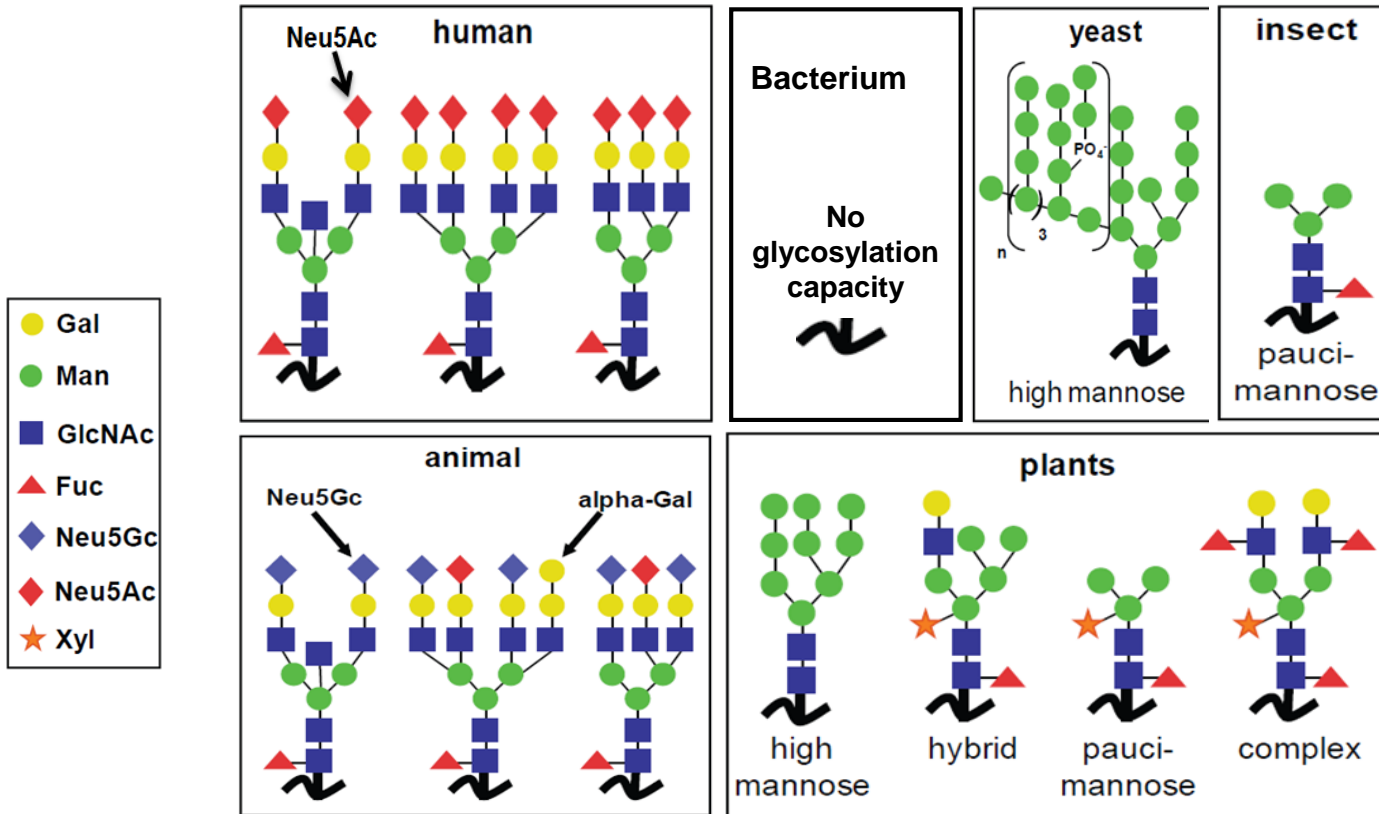 human
Neu5Ac
Bacterium
No
glycosylation
capacity
yeast
PO4-
3
n
high mannose
insect
pauci-
mannose
Gal
Man
GlcNAc
Fuc
Neu5Gc
Neu5Ac
Xyl
animal
Neu5Gc
alpha-Gal
plants
high
mannose
hybrid
pauci-
mannose
complex